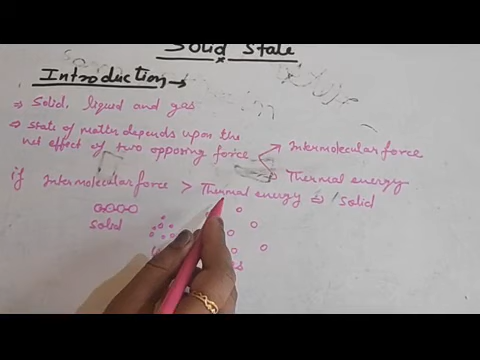 Solid State
Introduction→
⇒ Solid, liquid and gas
⇒ State of matter depends upon the
net effect of two opposing force
Intermolecular force
Thermal energy
if Intermolecular force > Thermal energy ⇒ Solid
Solid